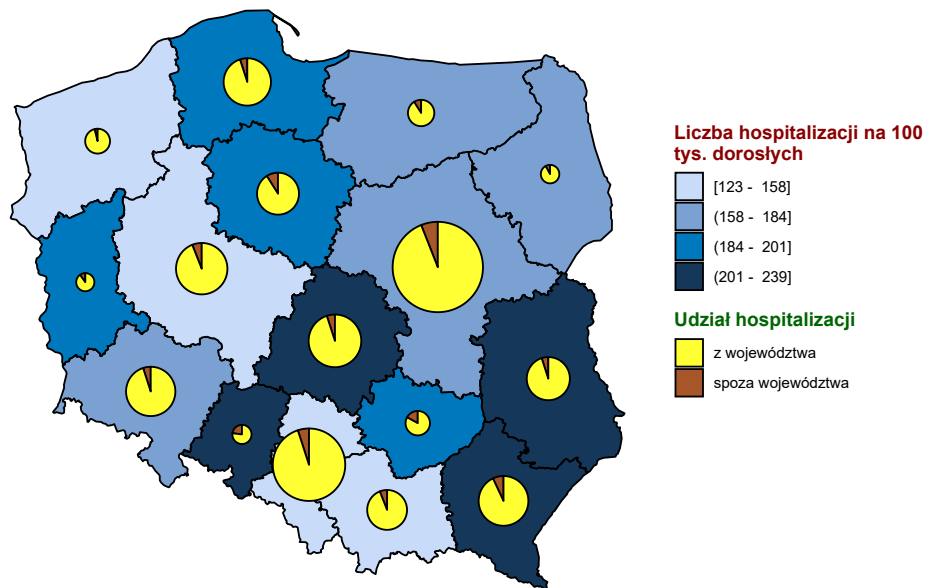 Liczba hospitalizacji na 100
tys. dorosłych
[123 - 158]
(158 - 184]
(184 - 201]
(201 - 239]
Udział hospitalizacji
z województwa
spoza województwa